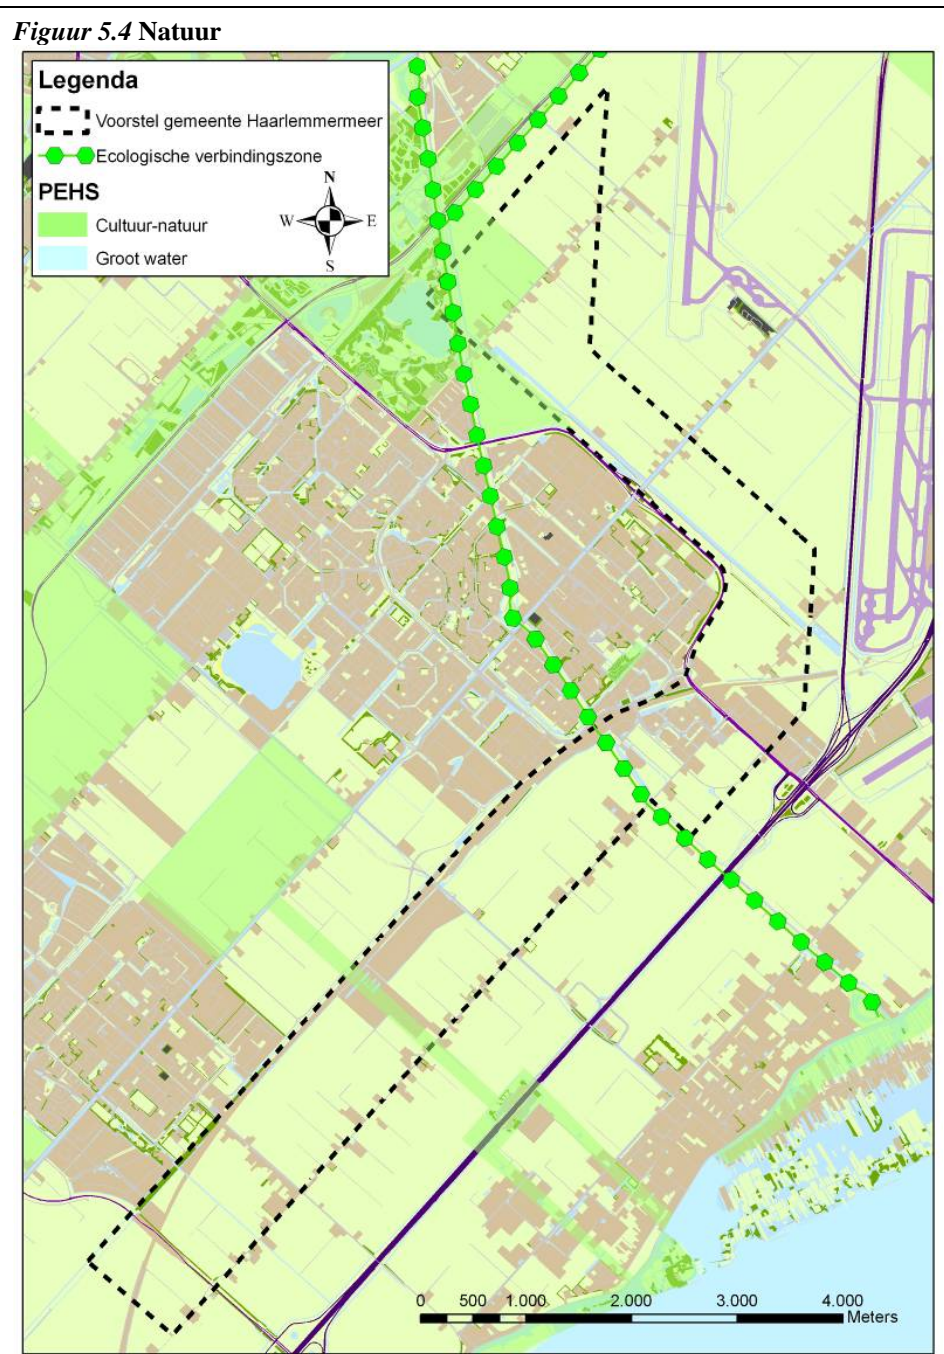 Figuur 5.4 Natuur
Legenda
Voorstel gemeente Haarlemmermeer
Ecologische verbindingszone
PEHS
Cultuur-natuur
Groot water
N
W E
S
0 500 1.000 2.000 3.000 4.000
Meters